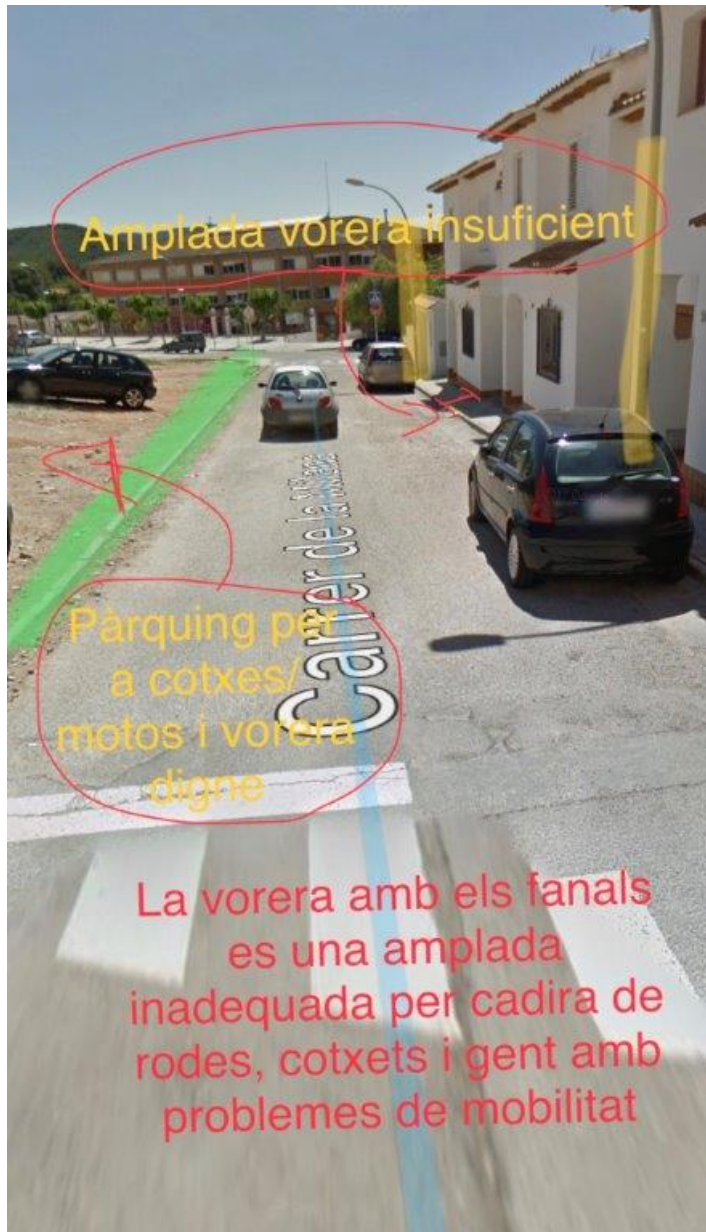 Amplada vorera insuficient
Carrer de la Vilana
Pàrquing per
a cotxes/
motos i vorera
digne
La vorera amb els fanals
es una amplada
inadequada per cadira de
rodes, cotxets i gent amb
problemes de mobilitat